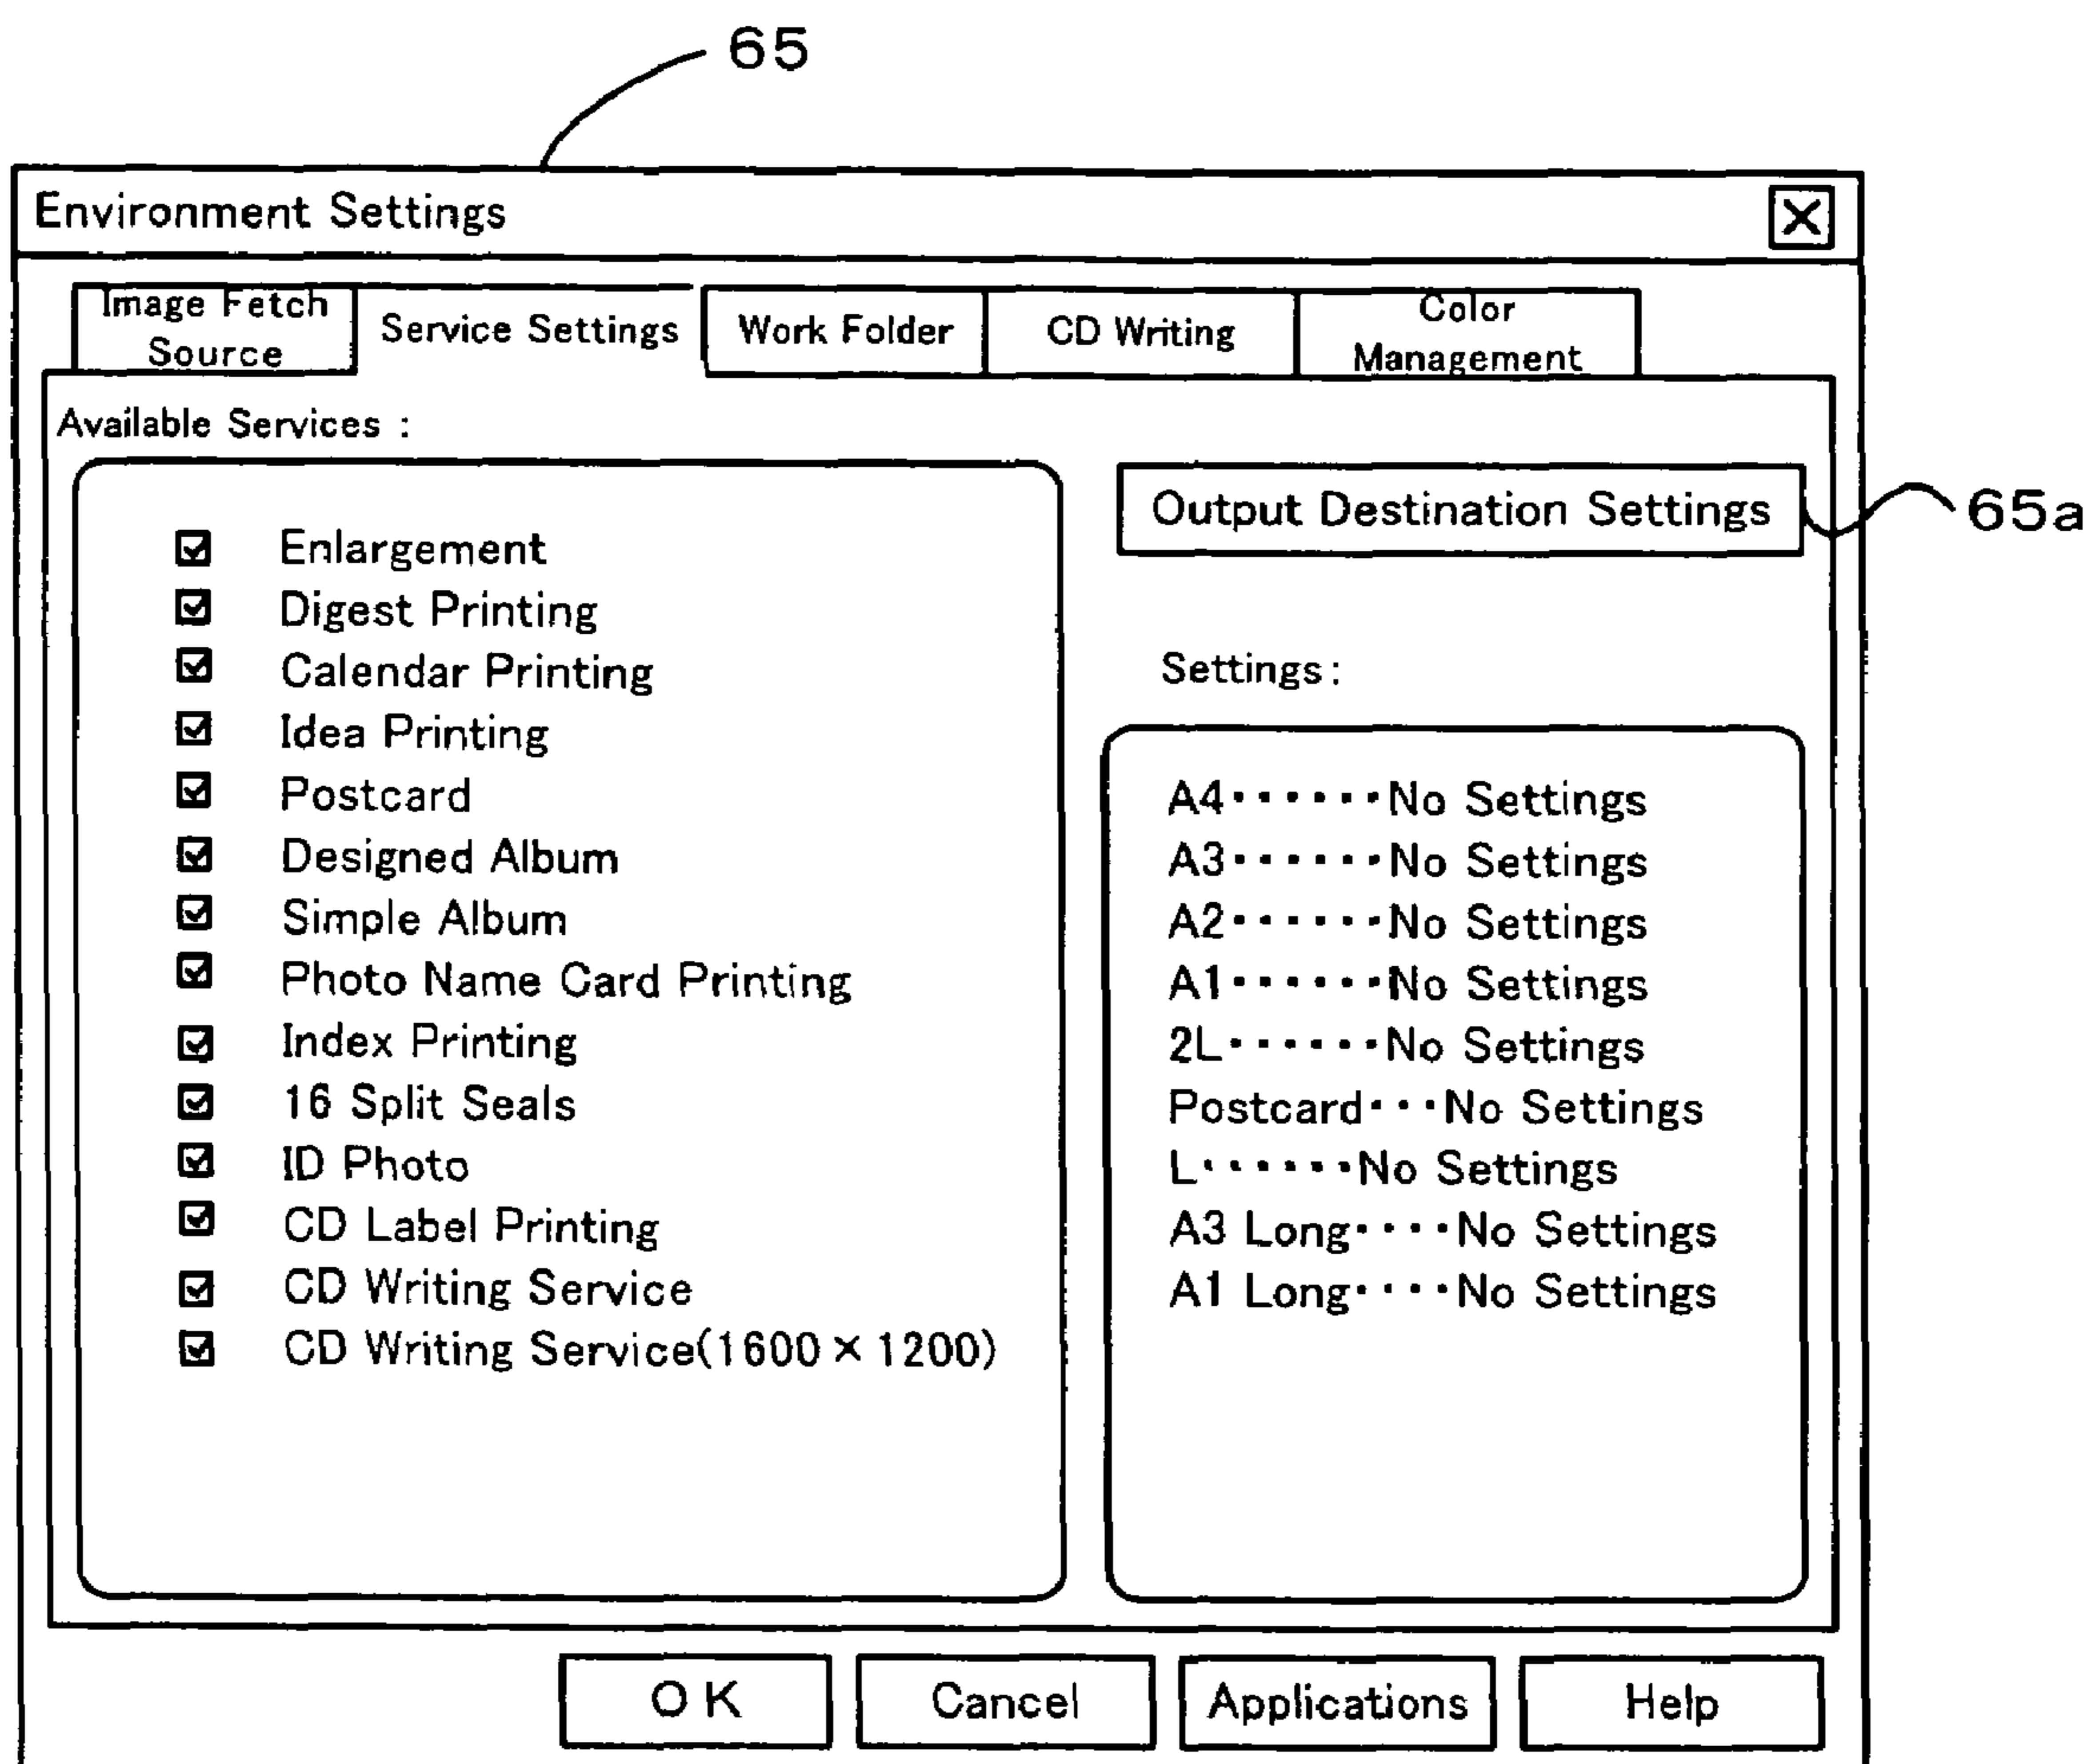 65
Environment Settings
Image Fetch
Source
Service Settings
Work Folder
CD Writing
Color
Management
Available Services :
Enlargement
Digest Printing
Calendar Printing
Idea Printing
Postcard
Designed Album
Simple Album
Photo Name Card Printing
Index Printing
16 Split Seals
ID Photo
CD Label Printing
CD Writing Service
CD Writing Service(1600 × 1200)
Output Destination Settings
65a
Settings:
A4・・・・・・No Settings
A3・・・・・・No Settings
A2・・・・・・No Settings
A1・・・・・・No Settings
2L・・・・・・No Settings
Postcard・・・No Settings
L・・・・・・No Settings
A3 Long・・・・No Settings
A1 Long・・・・No Settings
OK
Cancel
Applications
Help